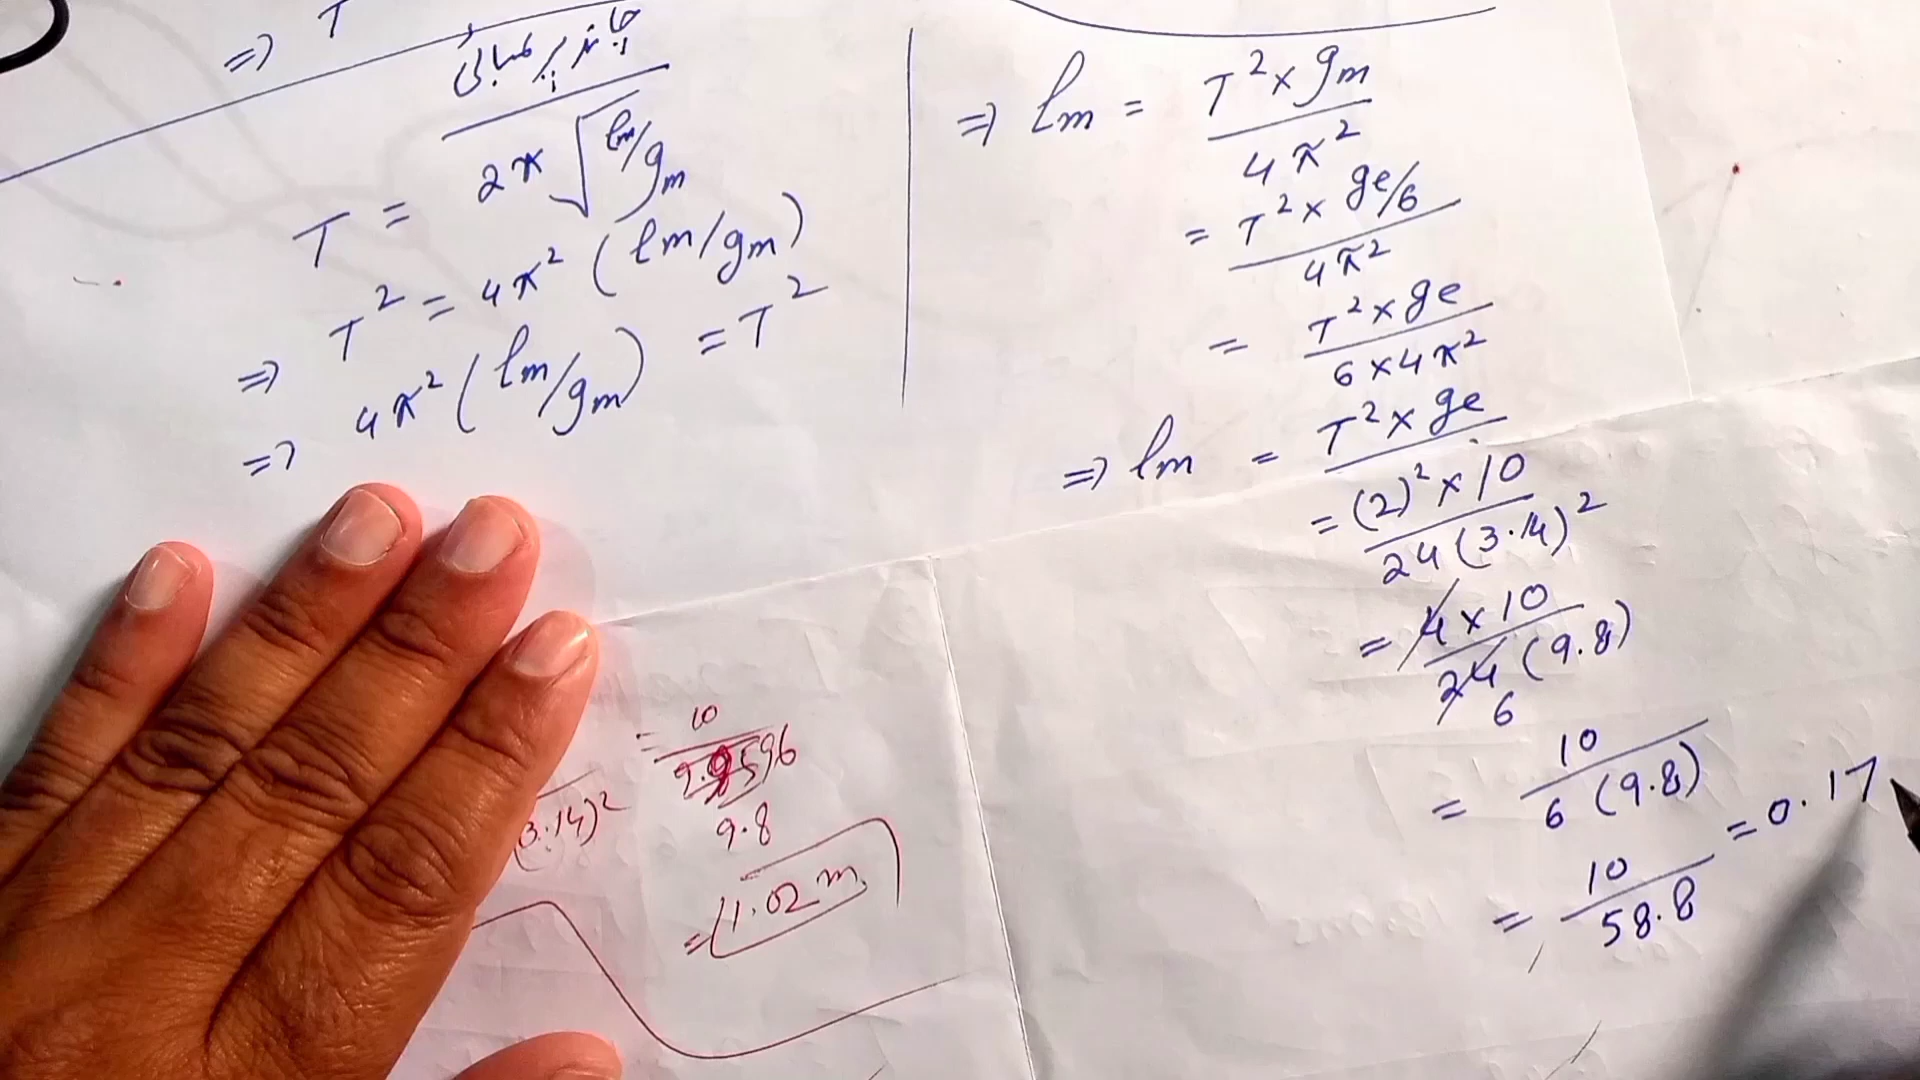 => T
چاند پر لمبائی
T = 2π √lm/gm
=> T² = 4π² (lm/gm)
=> 4π² (lm/gm) = T²
=> lm = T² x gm / 4π²
= T² x ge/6 / 4π²
= T² x ge / 6 x 4π²
=> lm = T² x ge
= (2)² x 10 / 24 (3.14)²
= 4 x 10 / 24 (9.8)
6
= 10 / 6 (9.8)
= 10 / 58.8 = 0.17
(3.14)²
= 10 / 9.8596
9.8
= 1.02 m